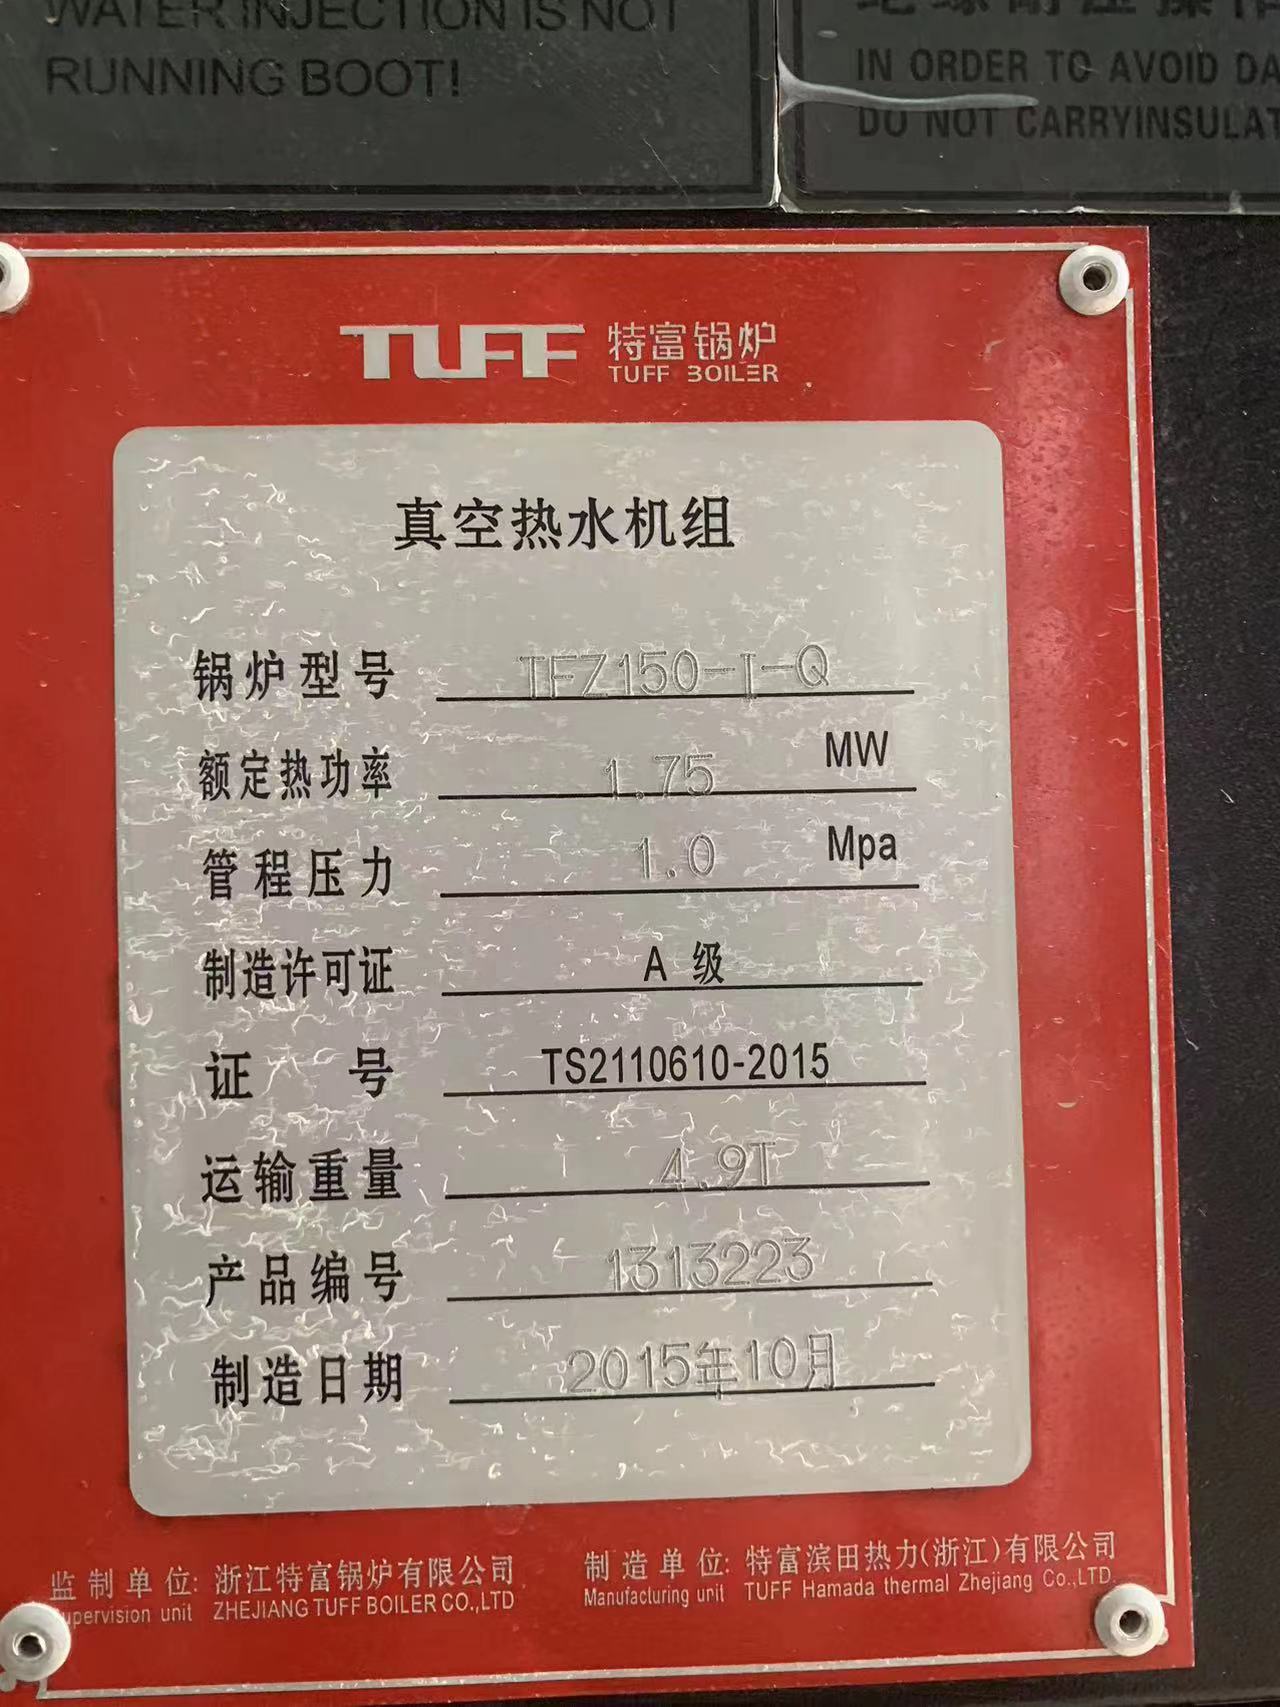 WATER INJECTION IS NOT
RUNNING BOOT!
IN ORDER TO AVOID DA
DO NOT CARRYINSULAT
TUFF 特富锅炉
TUFF BOILER
真空热水机组
锅炉型号 TFZ150-I-Q
额定热功率 1.75 MW
管程压力 1.0 Mpa
制造许可证 A 级
证 号 TS2110610-2015
运输重量 4.9T
产品编号 1313223
制造日期 2015年10月
监制单位: 浙江特富锅炉有限公司
upervision unit ZHEJIANG TUFF BOILER CO.,LTD
制造单位: 特富滨田热力(浙江)有限公司
Manufacturing unit TUFF Hamada thermal Zhejiang Co.,LTD.